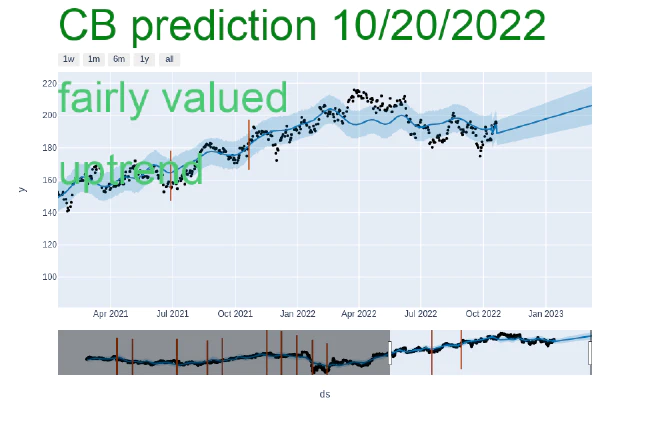 CB prediction 10/20/2022
1w 1m 6m 1y all
fairly valued
uptrend
220
200
180
160
140
120
100
y
Apr 2021 Jul 2021 Oct 2021 Jan 2022 Apr 2022 Jul 2022 Oct 2022 Jan 2023
ds